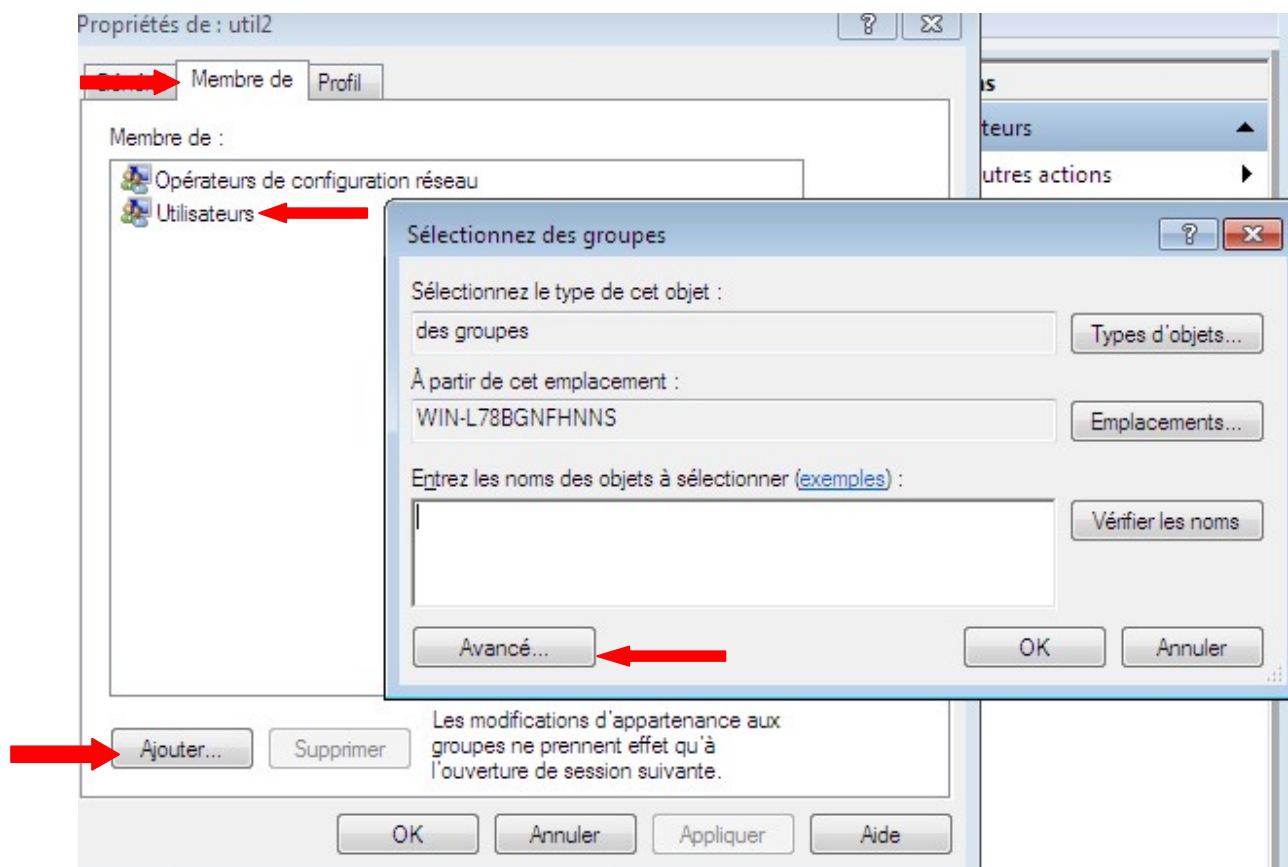 Propriétés de : util2
Membre de
Profil
Membre de :
Opérateurs de configuration réseau
Utilisateurs
Ajouter...
Supprimer
Les modifications d'appartenance aux
groupes ne prennent effet qu'à
l'ouverture de session suivante.
OK
Annuler
Appliquer
Aide
Sélectionnez des groupes
Sélectionnez le type de cet objet :
des groupes
Types d'objets...
À partir de cet emplacement :
WIN-L78BGNFHNNS
Emplacements...
Entrez les noms des objets à sélectionner (exemples) :
Vérifier les noms
Avancé...
OK
Annuler
ns
teurs
utres actions